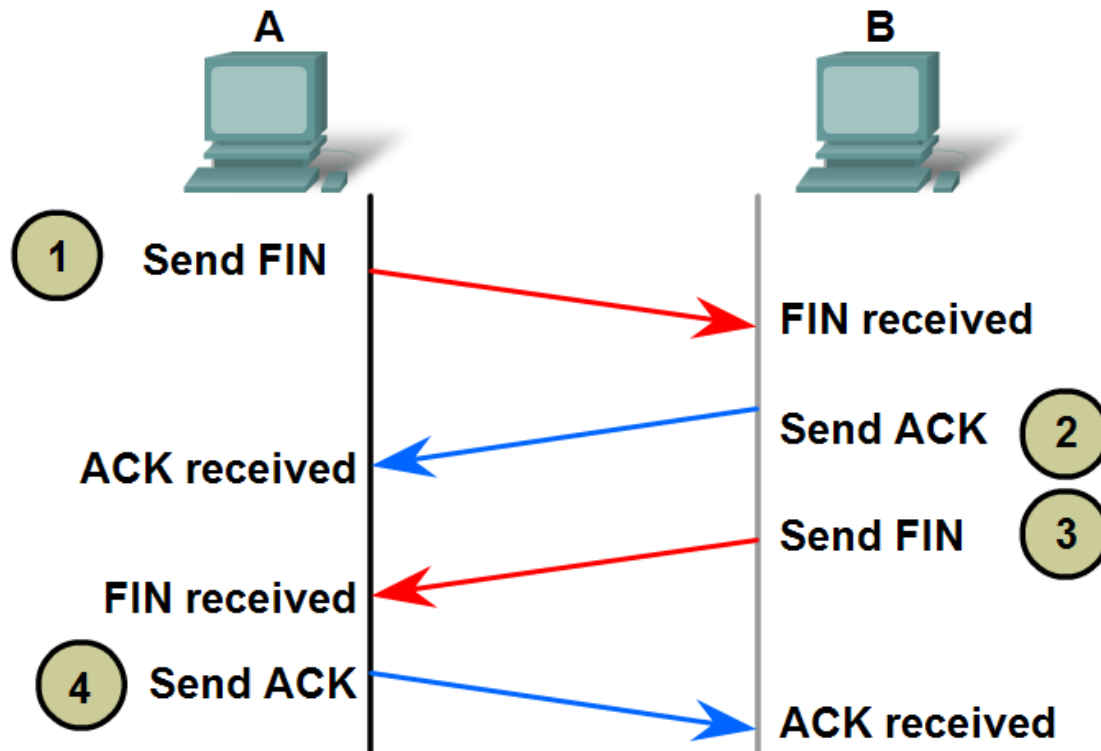 A
B
1
Send FIN
FIN received
Send ACK
2
ACK received
Send FIN
3
FIN received
4
Send ACK
ACK received